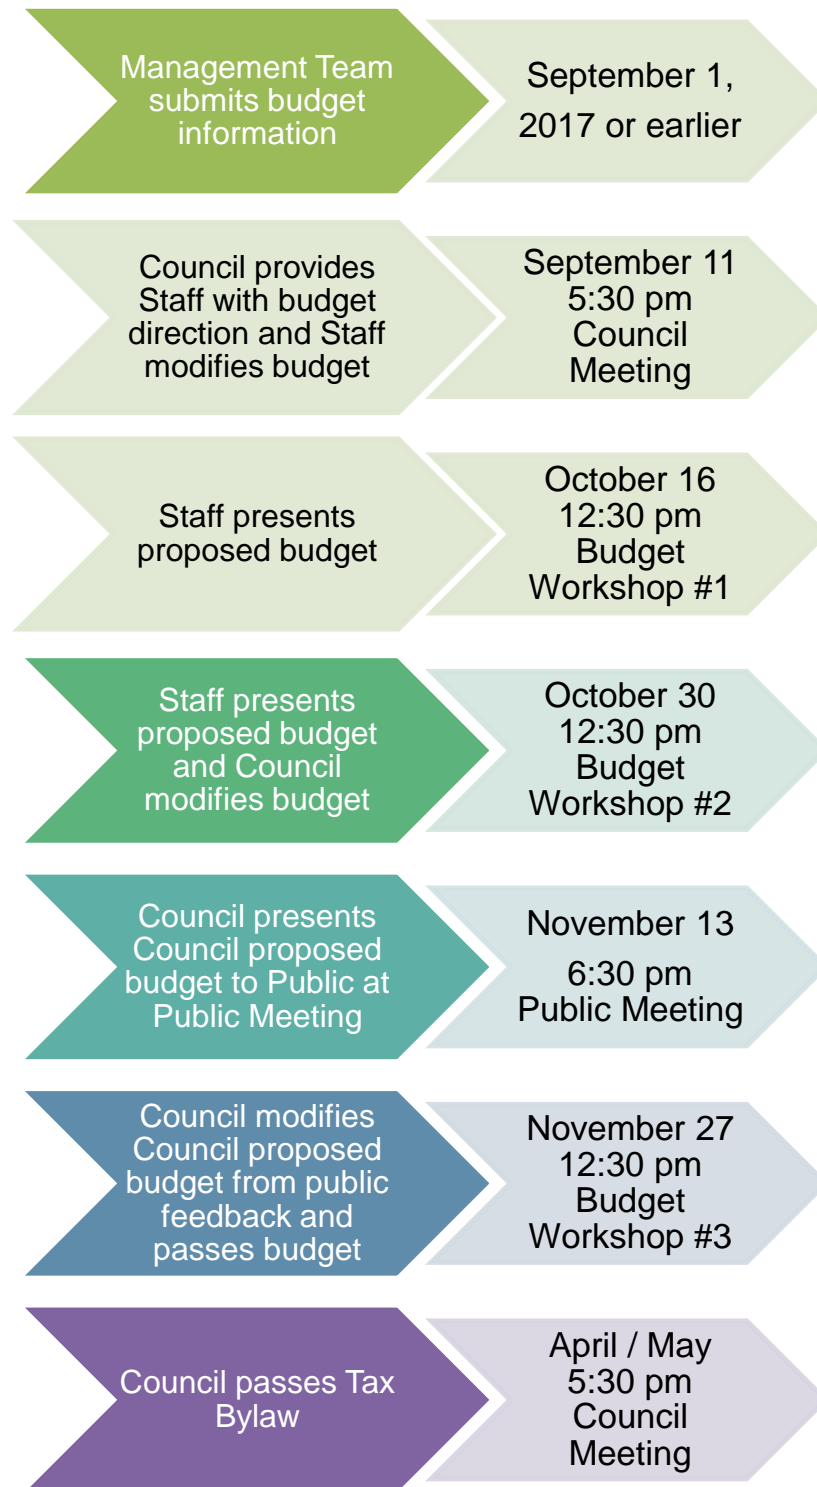 Management Team
submits budget
information
September 1,
2017 or earlier
Council provides
Staff with budget
direction and Staff
modifies budget
September 11
5:30 pm
Council
Meeting
Staff presents
proposed budget
October 16
12:30 pm
Budget
Workshop #1
Staff presents
proposed budget
and Council
modifies budget
October 30
12:30 pm
Budget
Workshop #2
Council presents
Council proposed
budget to Public at
Public Meeting
November 13
6:30 pm
Public Meeting
Council modifies
Council proposed
budget from public
feedback and
passes budget
November 27
12:30 pm
Budget
Workshop #3
Council passes Tax
Bylaw
April / May
5:30 pm
Council
Meeting